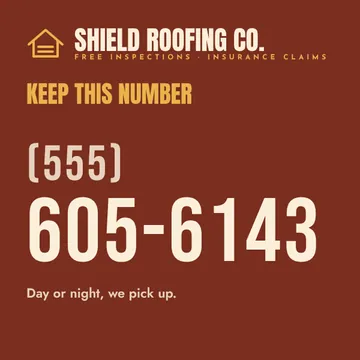 SHIELD ROOFING CO.
FREE INSPECTIONS · INSURANCE CLAIMS
KEEP THIS NUMBER
(555)
605-6143
Day or night, we pick up.